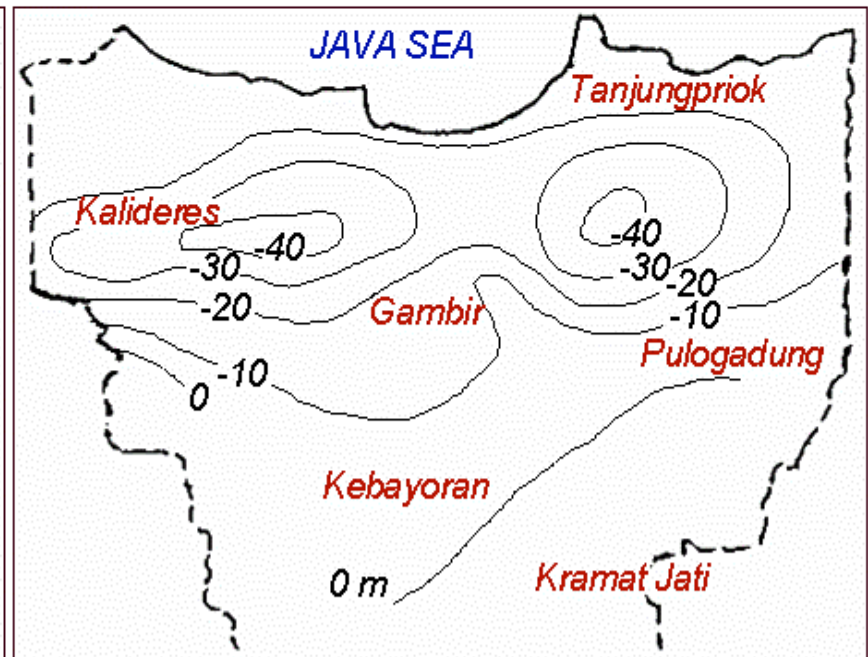 JAVA SEA
Tanjungpriok
Kalideres
-40
-40
-30
-30
-20
-20
Gambir
-10
Pulogadung
-10
0
Kebayoran
0 m
Kramat Jati